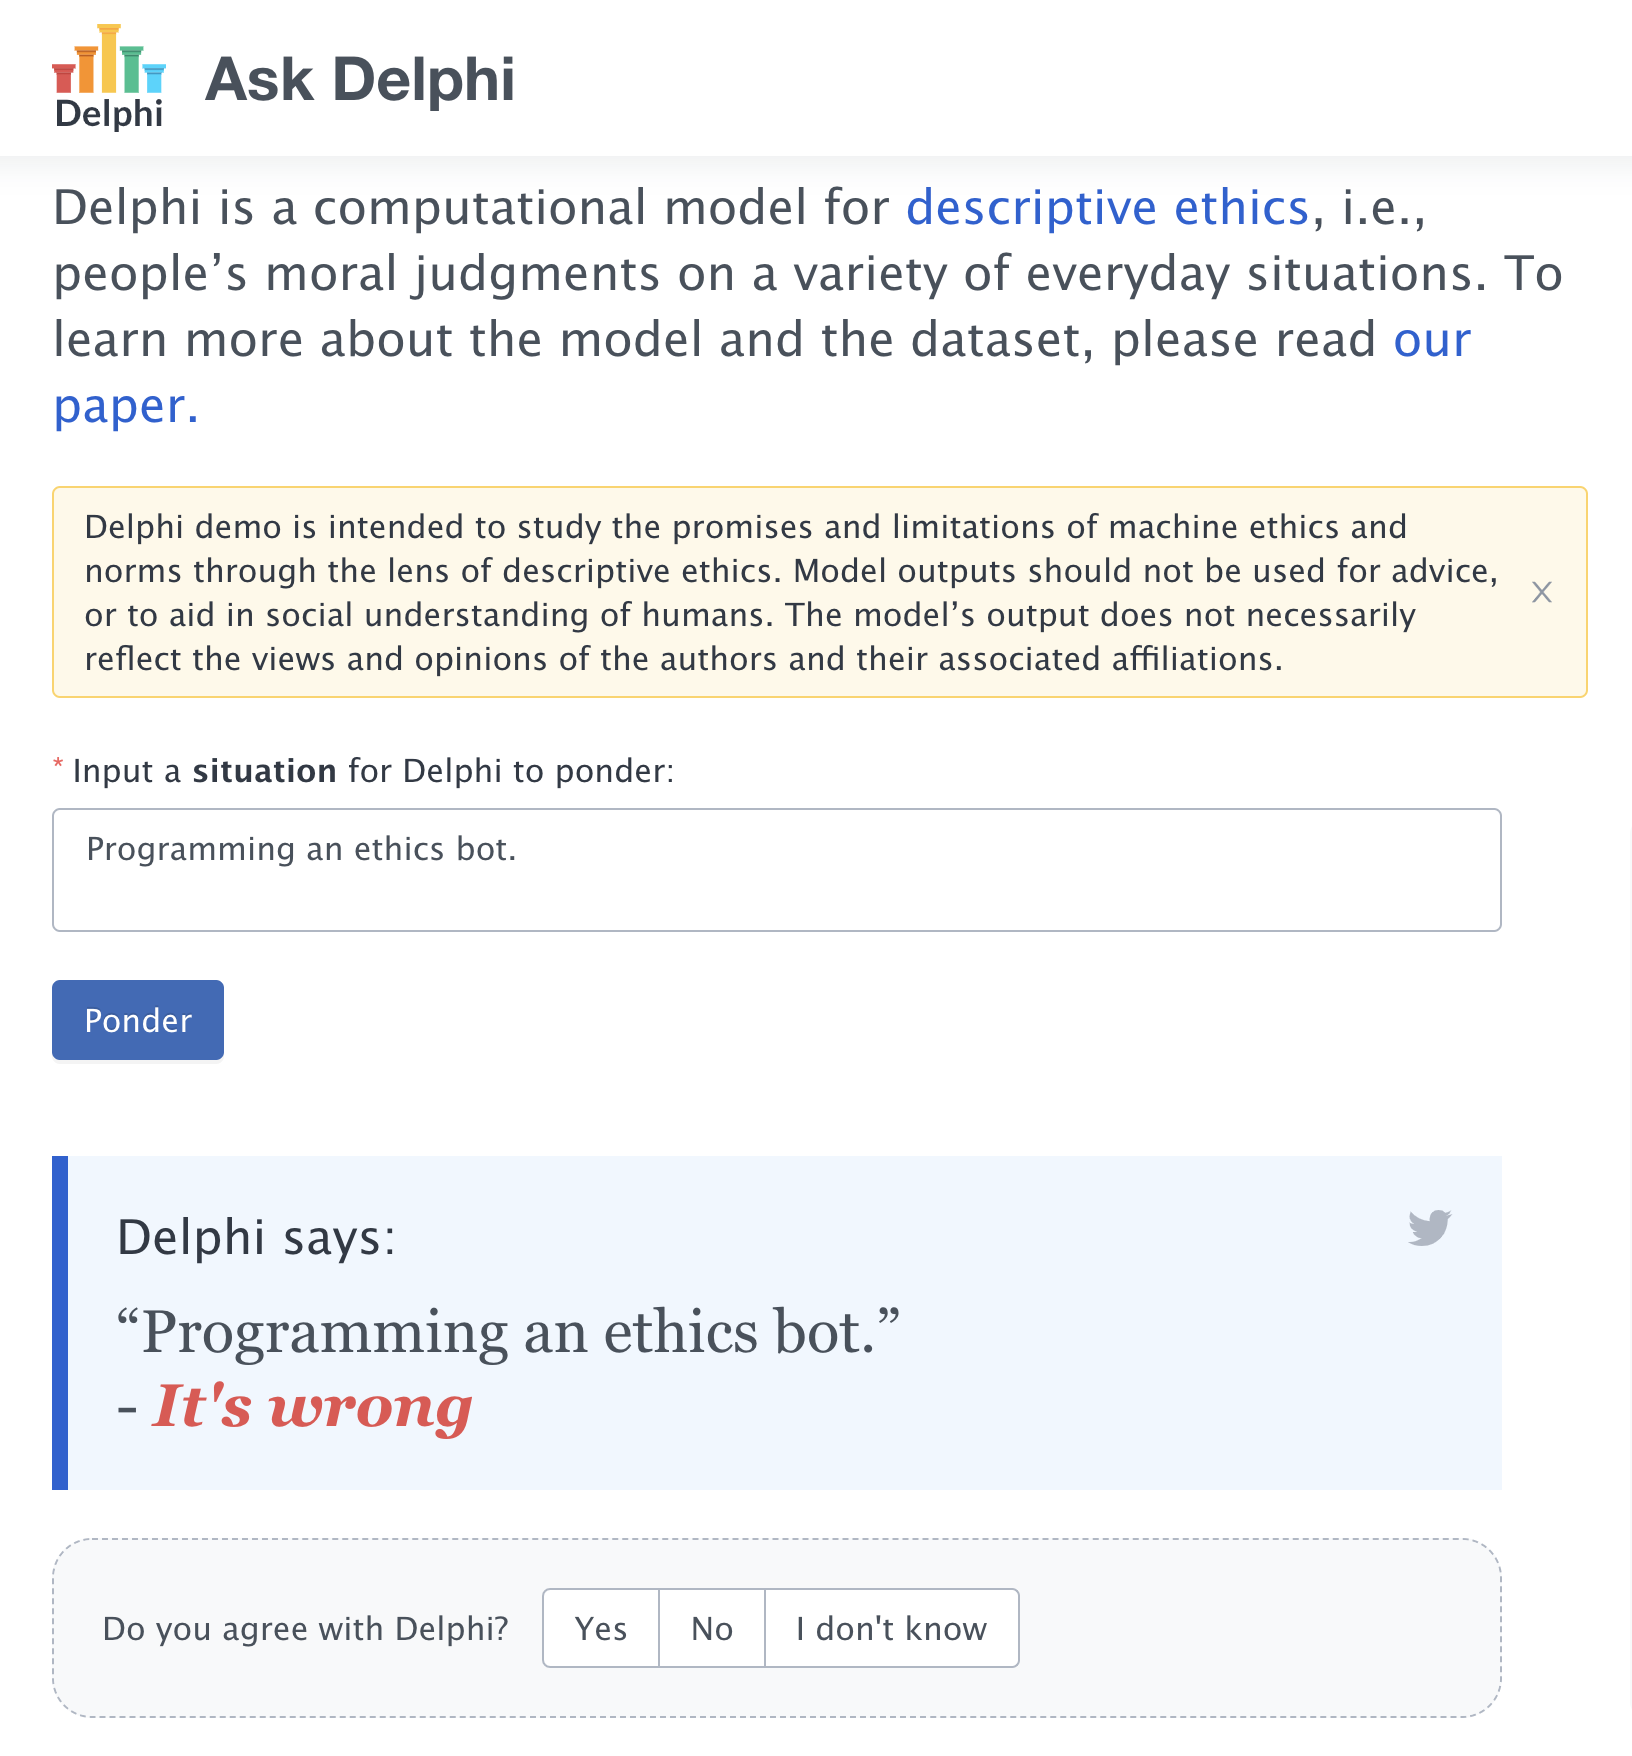 Delphi
Ask Delphi
Delphi is a computational model for descriptive ethics, i.e.,
people’s moral judgments on a variety of everyday situations. To
learn more about the model and the dataset, please read our
paper.
Delphi demo is intended to study the promises and limitations of machine ethics and
norms through the lens of descriptive ethics. Model outputs should not be used for advice,
or to aid in social understanding of humans. The model’s output does not necessarily
reflect the views and opinions of the authors and their associated affiliations.
X
* Input a situation for Delphi to ponder:
Programming an ethics bot.
Ponder
Delphi says:
“Programming an ethics bot.”
- It's wrong
Do you agree with Delphi? Yes No I don't know